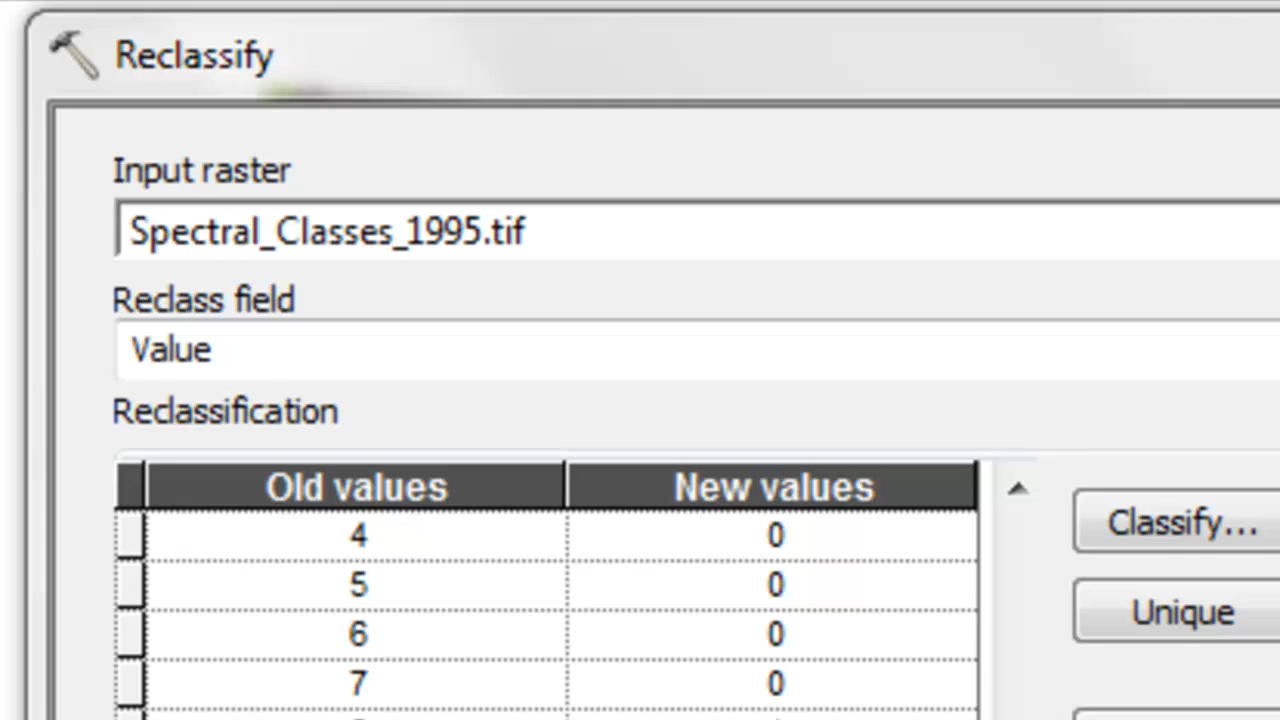 Reclassify
Input raster
Spectral_Classes_1995.tif
Reclass field
Value
Reclassification
Old values New values
4 0
Classify...
5 0
Unique
6 0
7 0